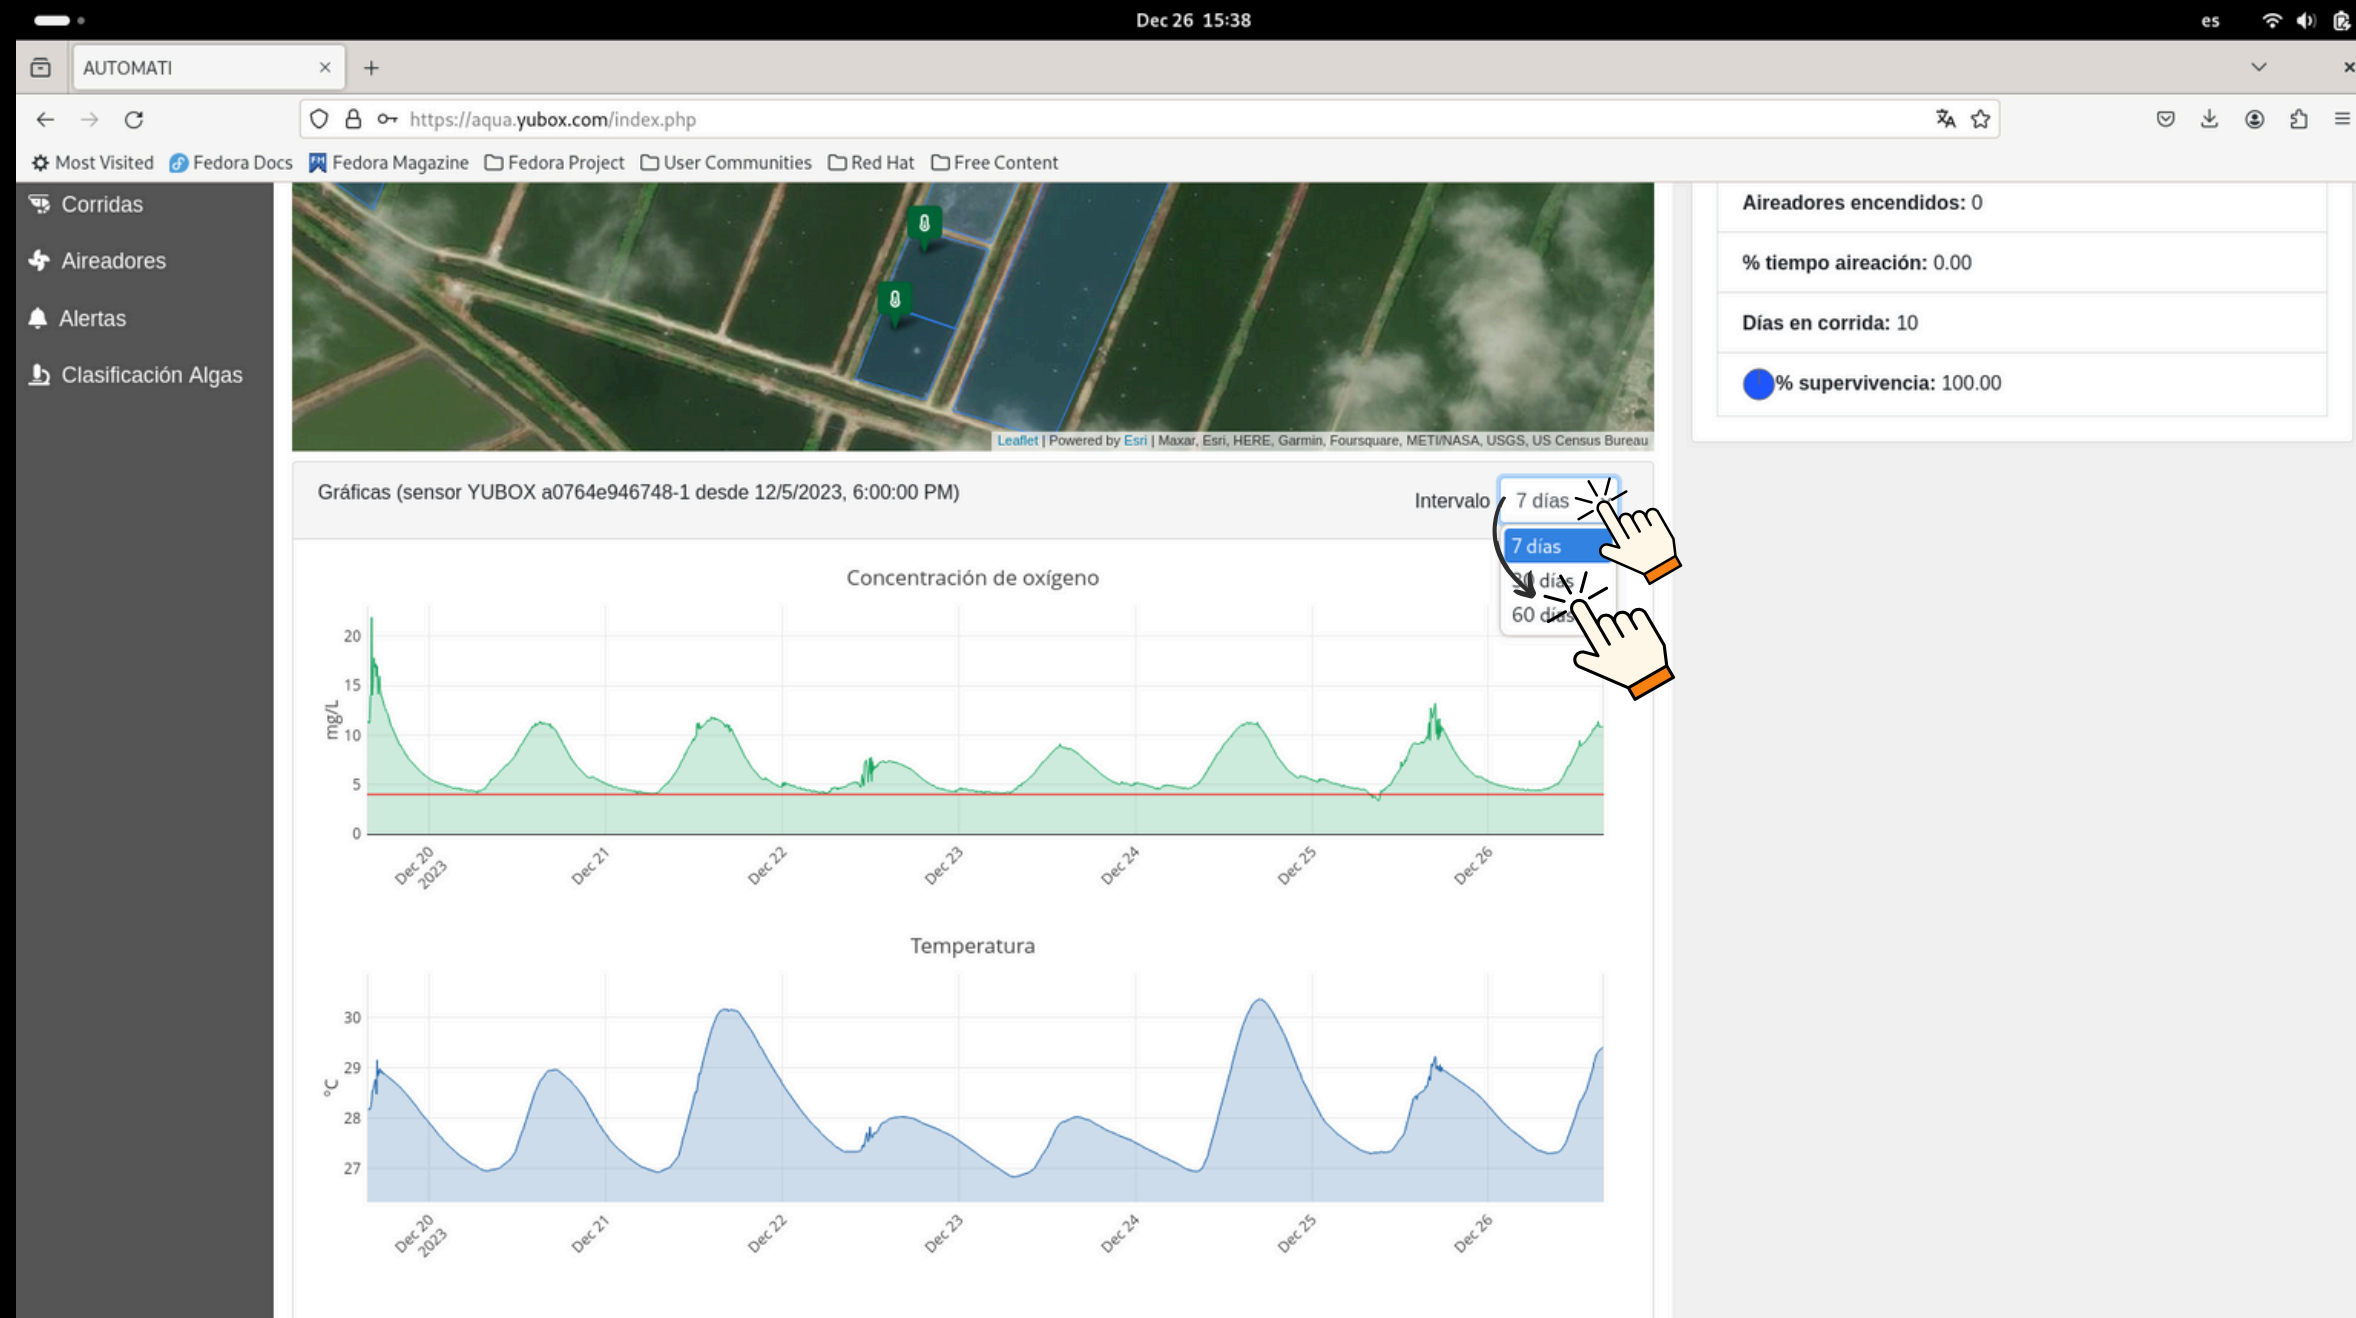 Dec 26 15:38
es
AUTOMATI
https://aqua.yubox.com/index.php
Most Visited Fedora Docs Fedora Magazine Fedora Project User Communities Red Hat Free Content
Corridas
Aireadores
Alertas
Clasificación Algas
Leaflet | Powered by Esri | Maxar, Esri, HERE, Garmin, Foursquare, METI/NASA, USGS, US Census Bureau
Aireadores encendidos: 0
% tiempo aireación: 0.00
Días en corrida: 10
% supervivencia: 100.00
Gráficas (sensor YUBOX a0764e946748-1 desde 12/5/2023, 6:00:00 PM)
Intervalo 7 días
7 días
30 días
60 días
Concentración de oxígeno
mg/L
20
15
10
5
0
Dec 20
2023
Dec 21
Dec 22
Dec 23
Dec 24
Dec 25
Dec 26
Temperatura
°C
30
29
28
27
Dec 20
2023
Dec 21
Dec 22
Dec 23
Dec 24
Dec 25
Dec 26